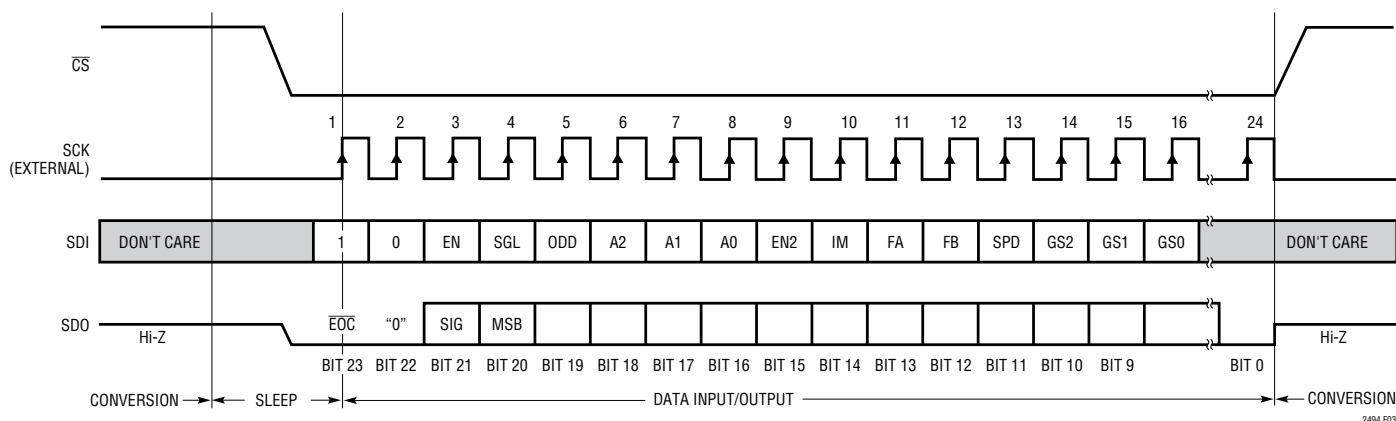 CS
1 2 3 4 5 6 7 8 9 10 11 12 13 14 15 16 24
SCK
(EXTERNAL)
SDI DON'T CARE 1 0 EN SGL ODD A2 A1 A0 EN2 IM FA FB SPD GS2 GS1 GS0 DON'T CARE
SDO Hi-Z EOC “0” SIG MSB Hi-Z
BIT 23 BIT 22 BIT 21 BIT 20 BIT 19 BIT 18 BIT 17 BIT 16 BIT 15 BIT 14 BIT 13 BIT 12 BIT 11 BIT 10 BIT 9 BIT 0
CONVERSION SLEEP DATA INPUT/OUTPUT CONVERSION
2494 F03